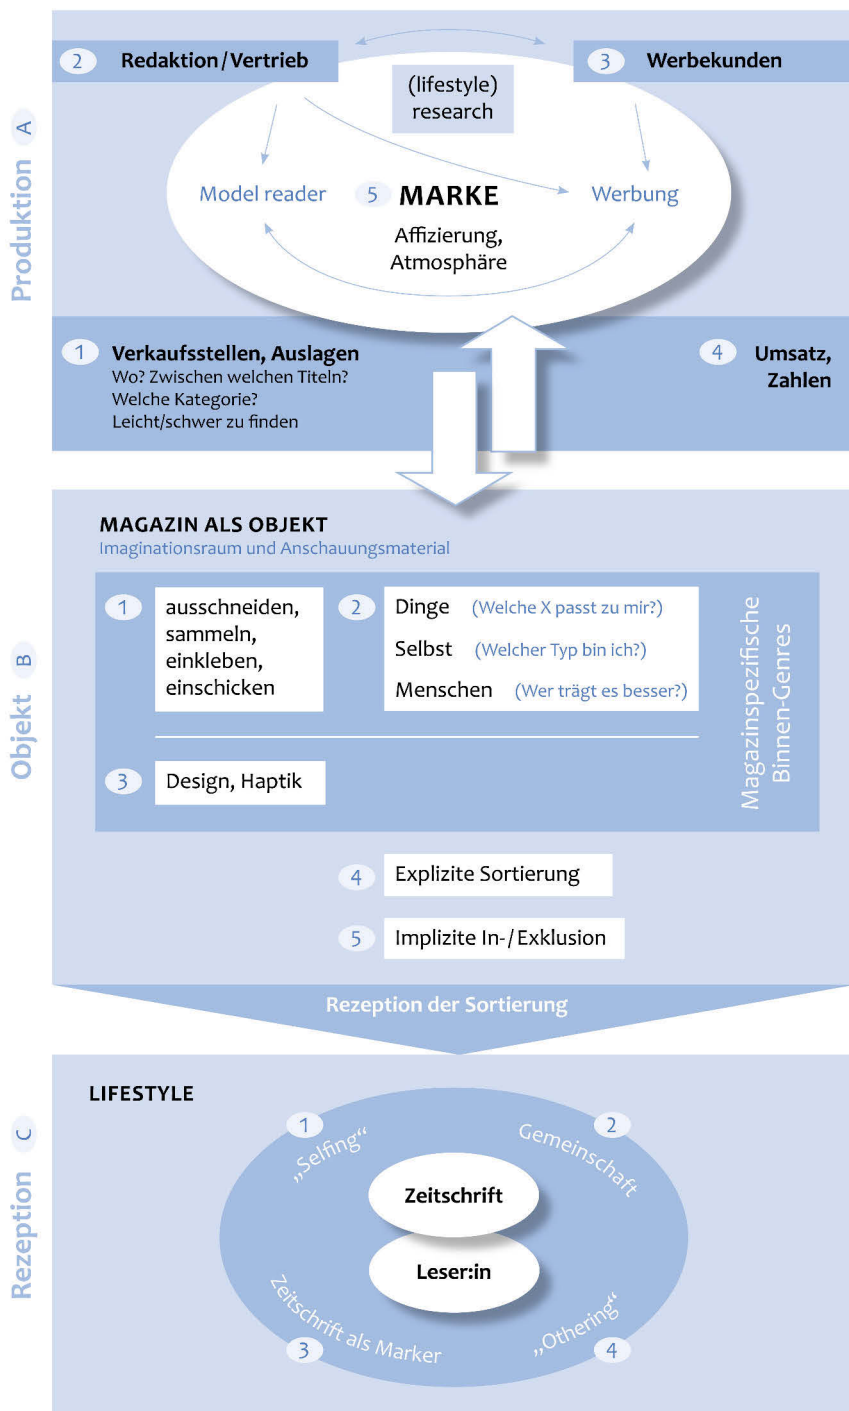 Produktion A
2 Redaktion/Vertrieb
3 Werbekunden
(lifestyle)
research
Model reader
5 MARKE
Werbung
Affizierung,
Atmosphäre
1 Verkaufsstellen, Auslagen
Wo? Zwischen welchen Titeln?
Welche Kategorie?
Leicht/schwer zu finden
4 Umsatz,
Zahlen
Objekt B
MAGAZIN ALS OBJEKT
Imaginationsraum und Anschauungsmaterial
1 ausschneiden,
sammeln,
einkleben,
einschicken
2 Dinge (Welche X passt zu mir?)
Selbst (Welcher Typ bin ich?)
Menschen (Wer trägt es besser?)
Magazinspezifische
Binnen-Genres
3 Design, Haptik
4 Explizite Sortierung
5 Implizite In-/Exklusion
Rezeption der Sortierung
Rezeption C
LIFESTYLE
1 „Selfing“
2 Gemeinschaft
Zeitschrift
Leser:in
3 Zeitschrift als Marker
4 „Othering“